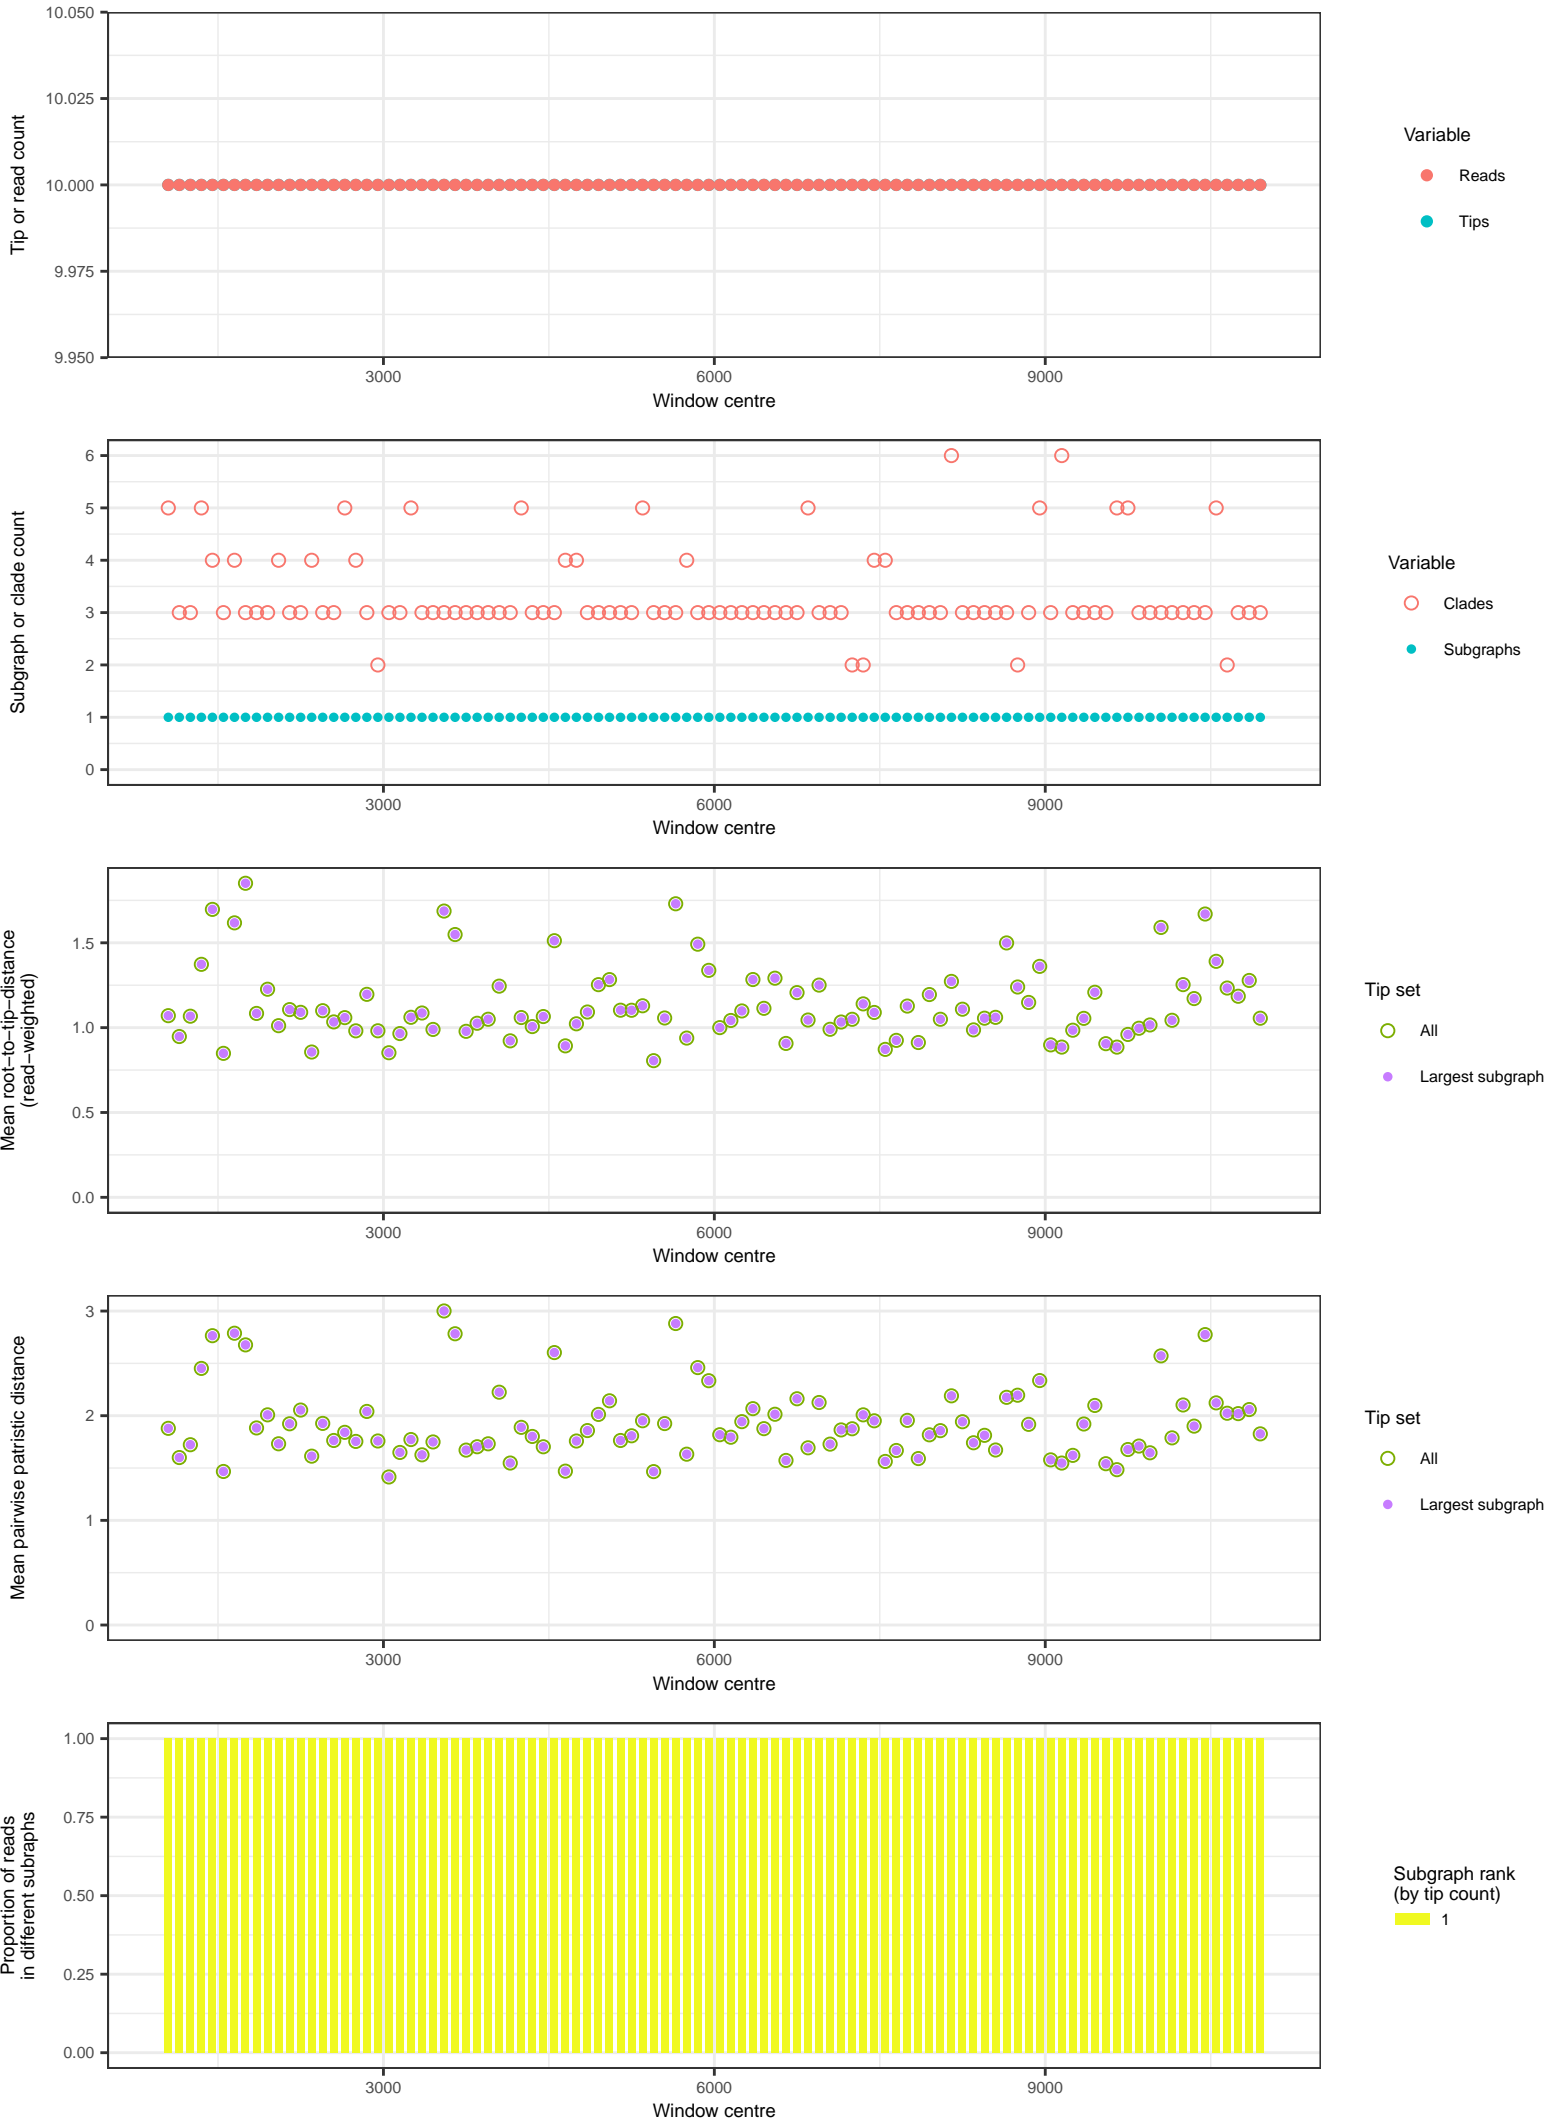 10.050
10.025
10.000
9.975
9.950
Tip or read count
3000 6000 9000
Window centre
Variable
Reads
Tips
6
5
4
3
2
1
0
Subgraph or clade count
3000 6000 9000
Window centre
Variable
Clades
Subgraphs
1.5
1.0
0.5
0.0
Mean root−to−tip−distance
(read−weighted)
3000 6000 9000
Window centre
Tip set
All
Largest subgraph
3
2
1
0
Mean pairwise patristic distance
3000 6000 9000
Window centre
Tip set
All
Largest subgraph
1.00
0.75
0.50
0.25
0.00
Proportion of reads
in different subraphs
3000 6000 9000
Window centre
Subgraph rank
(by tip count)
1